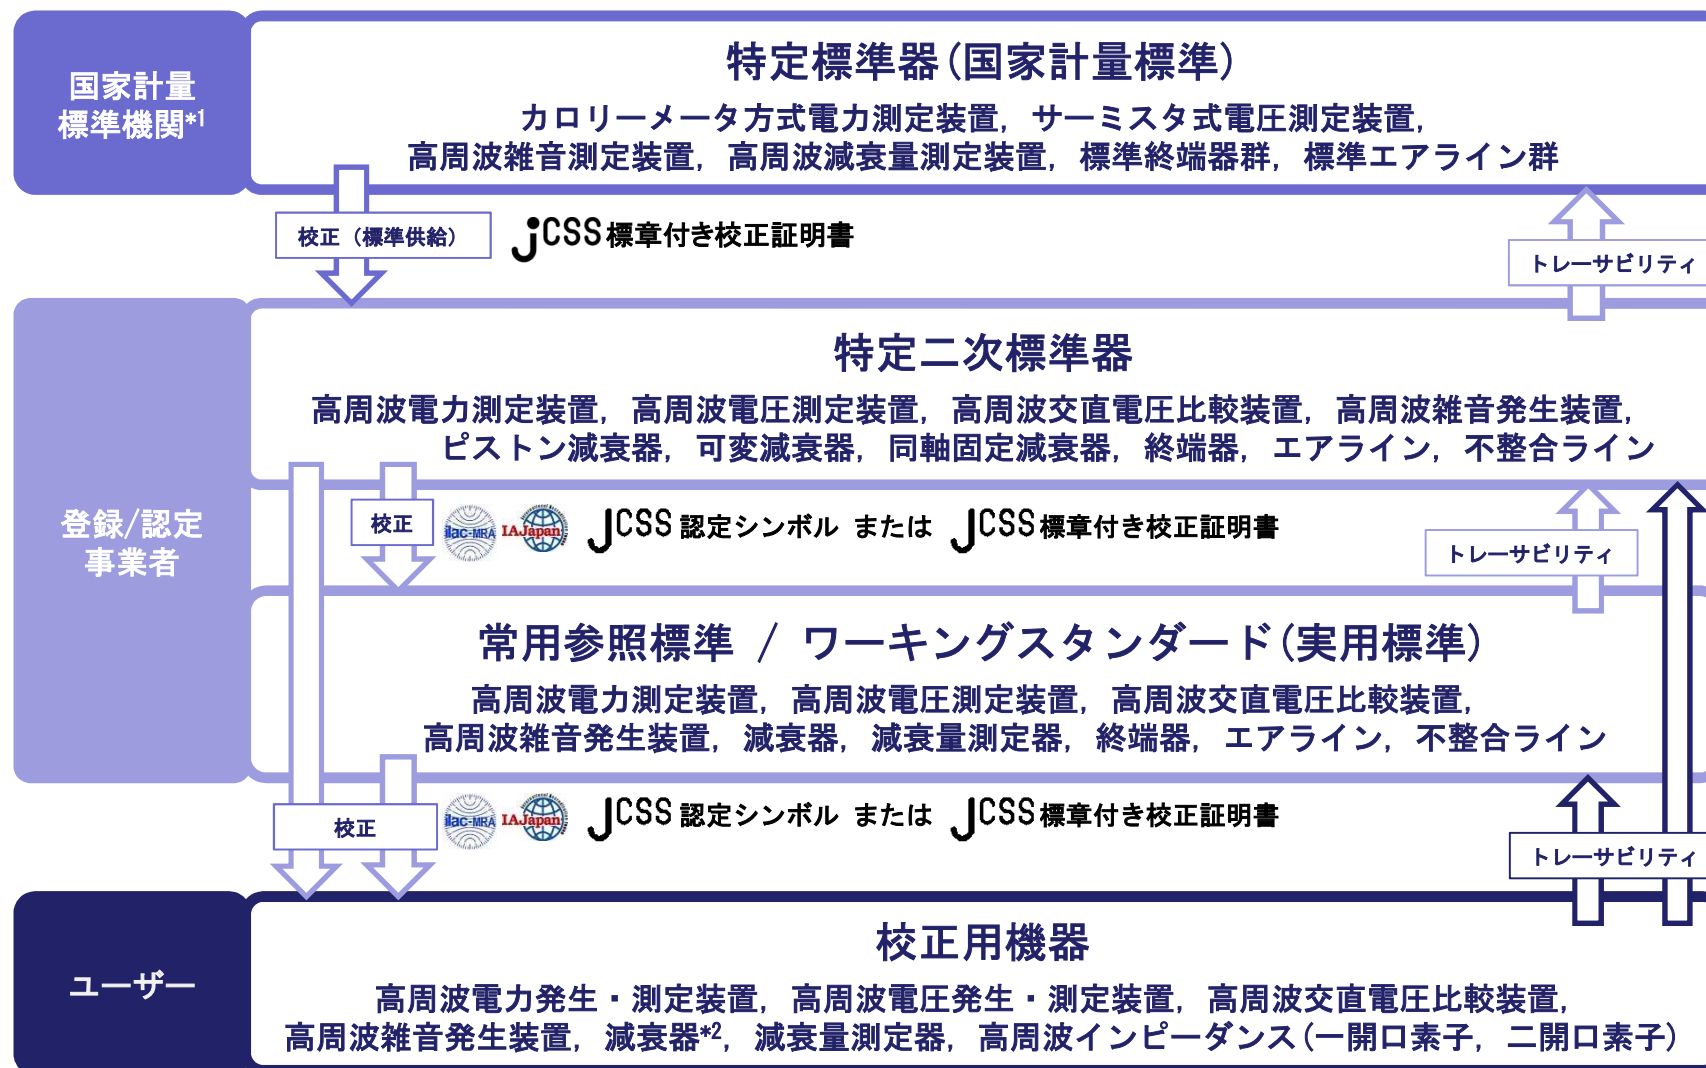 国家計量
標準機関*1
特定標準器(国家計量標準)
カロリーメータ方式電力測定装置, サーミスタ式電圧測定装置,
高周波雑音測定装置, 高周波減衰量測定装置, 標準終端器群, 標準エアライン群
校正（標準供給）
jCSS標章付き校正証明書
トレーサビリティ
登録/認定
事業者
特定二次標準器
高周波電力測定装置, 高周波電圧測定装置, 高周波交直電圧比較装置, 高周波雑音発生装置,
ピストン減衰器, 可変減衰器, 同軸固定減衰器, 終端器, エアライン, 不整合ライン
校正
ilac-MRA IAJapan JCSS認定シンボル または JCSS標章付き校正証明書
トレーサビリティ
常用参照標準 / ワーキングスタンダード(実用標準)
高周波電力測定装置, 高周波電圧測定装置, 高周波交直電圧比較装置,
高周波雑音発生装置, 減衰器, 減衰量測定器, 終端器, エアライン, 不整合ライン
校正
ilac-MRA IAJapan JCSS認定シンボル または JCSS標章付き校正証明書
トレーサビリティ
ユーザー
校正用機器
高周波電力発生・測定装置, 高周波電圧発生・測定装置, 高周波交直電圧比較装置,
高周波雑音発生装置, 減衰器*2, 減衰量測定器, 高周波インピーダンス(一開口素子, 二開口素子)